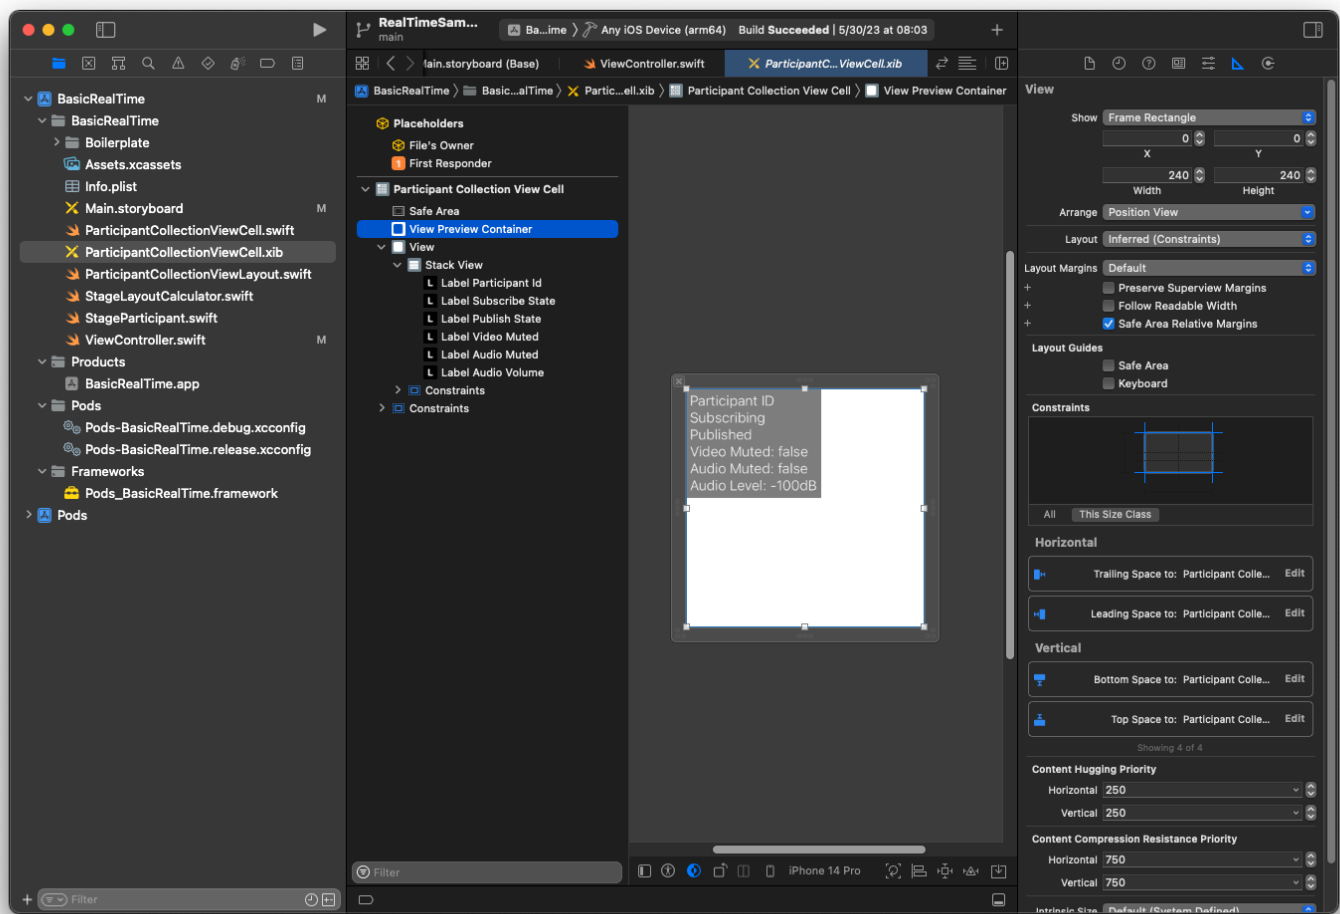 RealTimeSam...
main
Ba...ime
Any iOS Device (arm64)
Build Succeeded | 5/30/23 at 08:03
BasicRealTime
M
BasicRealTime
Boilerplate
Assets.xcassets
Info.plist
Main.storyboard
M
ParticipantCollectionViewCell.swift
ParticipantCollectionViewCell.xib
ParticipantCollectionViewLayout.swift
StageLayoutCalculator.swift
StageParticipant.swift
ViewController.swift
M
Products
BasicRealTime.app
Pods
Pods-BasicRealTime.debug.xcconfig
Pods-BasicRealTime.release.xcconfig
Frameworks
Pods_BasicRealTime.framework
Pods
Filter
Main.storyboard (Base)
ViewController.swift
ParticipantC...ViewCell.xib
BasicRealTime
Basic...alTime
Partic...ell.xib
Participant Collection View Cell
View Preview Container
Placeholders
File's Owner
1
First Responder
Participant Collection View Cell
Safe Area
View Preview Container
View
Stack View
L Label Participant Id
L Label Subscribe State
L Label Publish State
L Label Video Muted
L Label Audio Muted
L Label Audio Volume
Constraints
Constraints
Filter
Participant ID
Subscribing
Published
Video Muted: false
Audio Muted: false
Audio Level: -100dB
iPhone 14 Pro
View
Show Frame Rectangle
0 0
X Y
240 240
Width Height
Arrange Position View
Layout Inferred (Constraints)
Layout Margins Default
Preserve Superview Margins
Follow Readable Width
Safe Area Relative Margins
Layout Guides
Safe Area
Keyboard
Constraints
All This Size Class
Horizontal
Trailing Space to: Participant Colle... Edit
Leading Space to: Participant Colle... Edit
Vertical
Bottom Space to: Participant Colle... Edit
Top Space to: Participant Colle... Edit
Showing 4 of 4
Content Hugging Priority
Horizontal 250
Vertical 250
Content Compression Resistance Priority
Horizontal 750
Vertical 750
Intrinsic Size Default (System Defined)